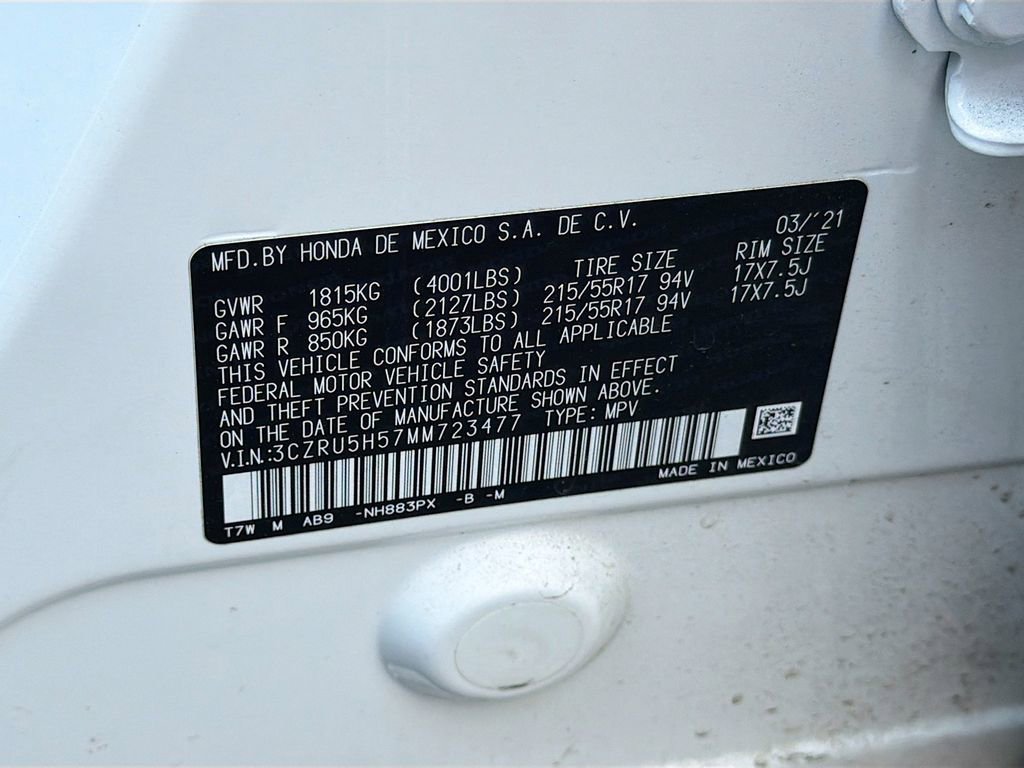 MFD.BY HONDA DE MEXICO S.A. DE C.V. 03/'21
TIRE SIZE RIM SIZE
GVWR 1815KG (4001LBS)
GAWR F 965KG (2127LBS) 215/55R17 94V 17X7.5J
GAWR R 850KG (1873LBS) 215/55R17 94V 17X7.5J
THIS VEHICLE CONFORMS TO ALL APPLICABLE
FEDERAL MOTOR VEHICLE SAFETY
AND THEFT PREVENTION STANDARDS IN EFFECT
ON THE DATE OF MANUFACTURE SHOWN ABOVE.
V.I.N.:3CZRU5H57MM723477 TYPE: MPV
T7W M AB9 -NH883PX -B -M MADE IN MEXICO